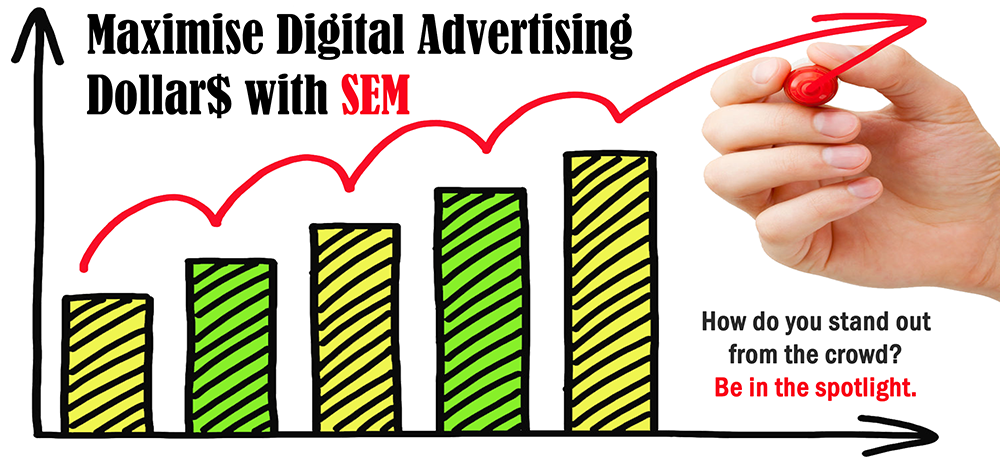 Maximise Digital Advertising
Dollar$ with SEM
How do you stand out
from the crowd?
Be in the spotlight.